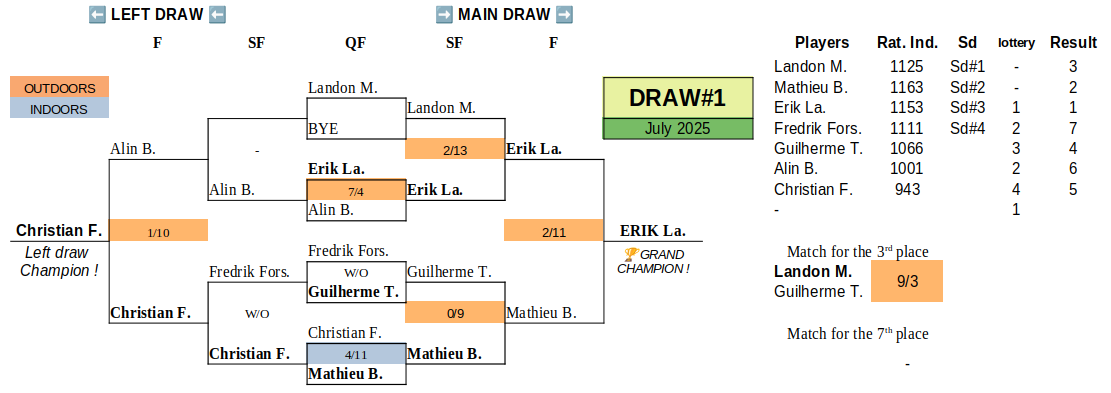 ⬅ LEFT DRAW ⬅ ➡ MAIN DRAW ➡
F SF QF SF F
Players Rat. Ind. Sd lottery Result
Landon M. 1125 Sd#1 - 3
Mathieu B. 1163 Sd#2 - 2
Erik La. 1153 Sd#3 1 1
Fredrik Fors. 1111 Sd#4 2 7
Guilherme T. 1066 3 4
Alin B. 1001 2 6
Christian F. 943 4 5
- 1
OUTDOORS
INDOORS
DRAW#1
July 2025
Landon M.
Landon M.
BYE
Alin B. - 2/13 Erik La.
Erik La.
Alin B. 7/4 Erik La.
Alin B.
Christian F. 1/10 2/11 ERIK La.
Left draw
Champion !
🏆GRAND
CHAMPION !
Fredrik Fors.
Fredrik Fors. W/O Guilherme T.
Guilherme T.
Christian F. W/O 0/9 Mathieu B.
Christian F.
Christian F. 4/11 Mathieu B.
Mathieu B.
Match for the 3rd place
Landon M.
9/3
Guilherme T.
Match for the 7th place
-